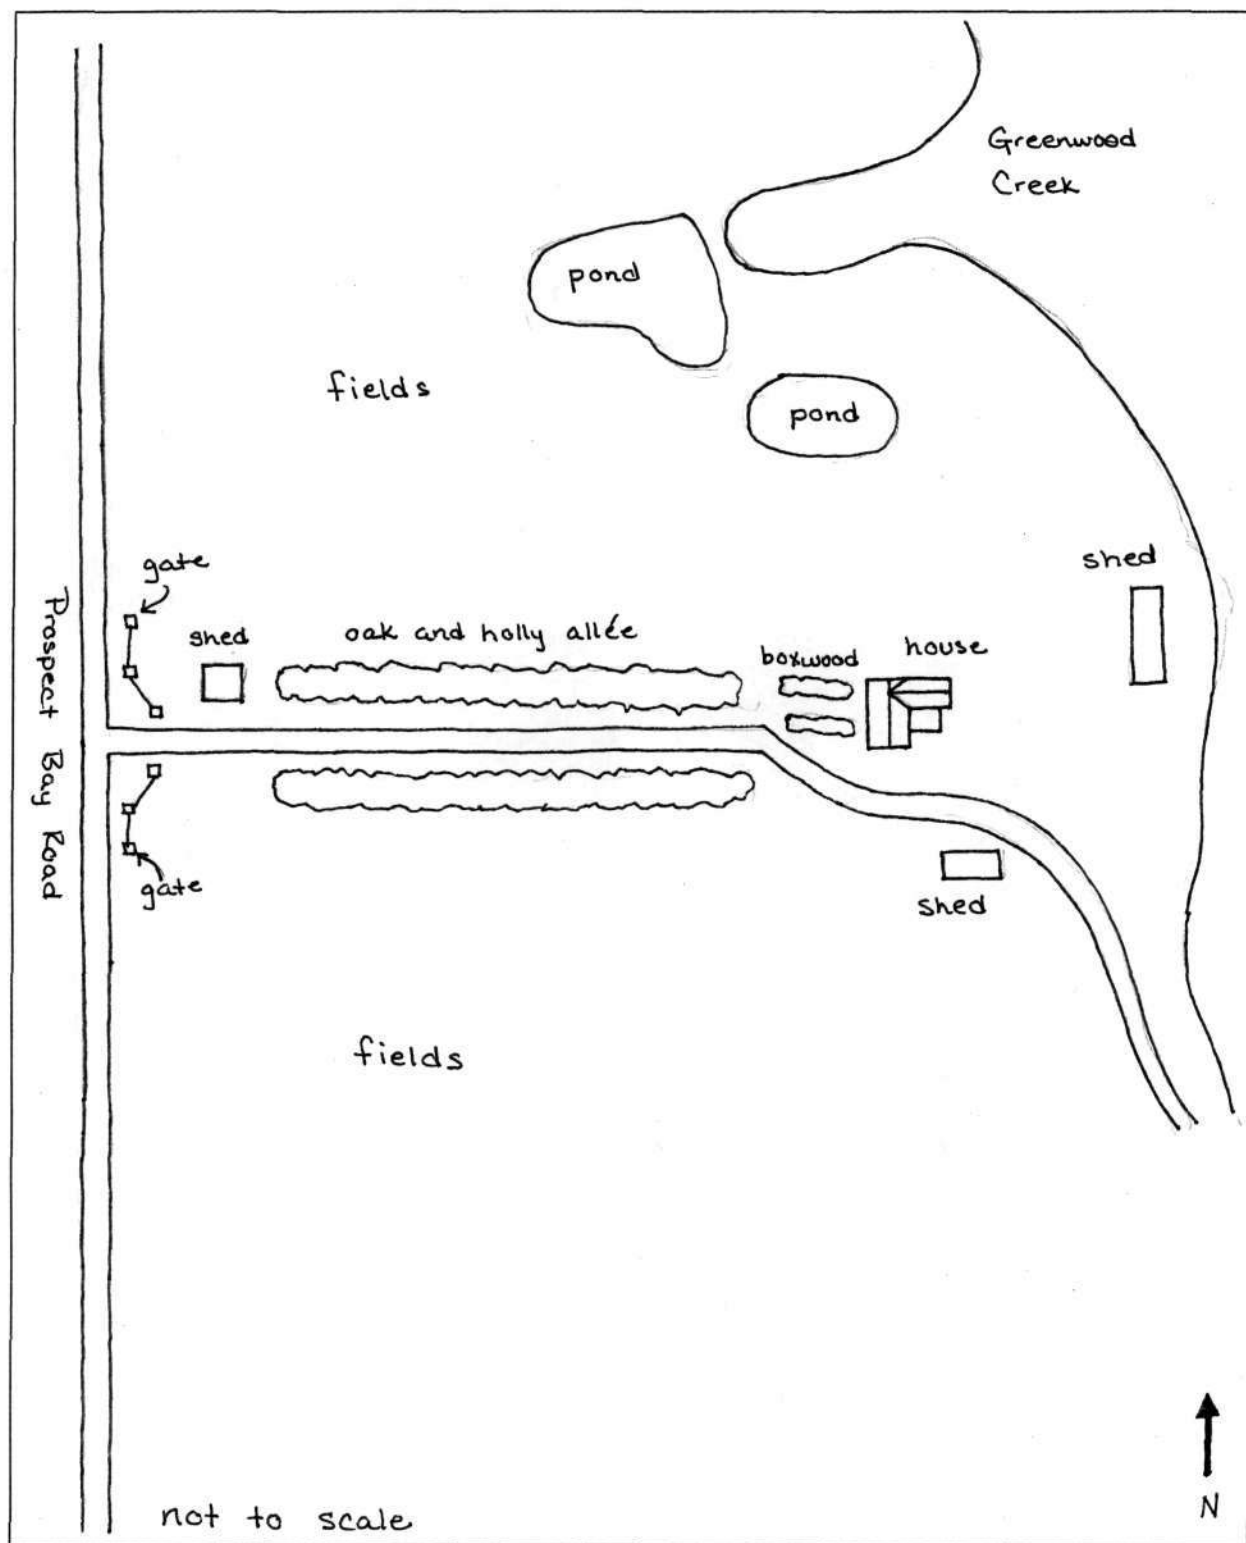 Greenwood
Creek
pond
fields
pond
shed
gate
shed
oak and holly allée
boxwood
house
Prospect Bay Road
gate
shed
fields
N
not to scale